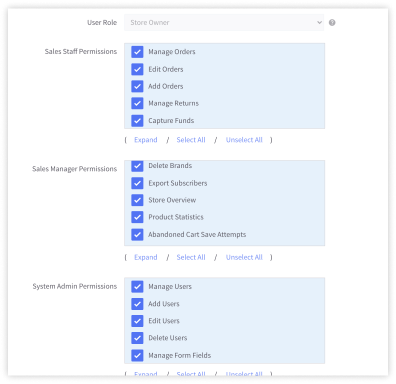 User Role Store Owner
Sales Staff Permissions Manage Orders
Edit Orders
Add Orders
Manage Returns
Capture Funds
( Expand / Select All / Unselect All )
Sales Manager Permissions Delete Brands
Export Subscribers
Store Overview
Product Statistics
Abandoned Cart Save Attempts
( Expand / Select All / Unselect All )
System Admin Permissions Manage Users
Add Users
Edit Users
Delete Users
Manage Form Fields
( Expand / Select All / Unselect All )